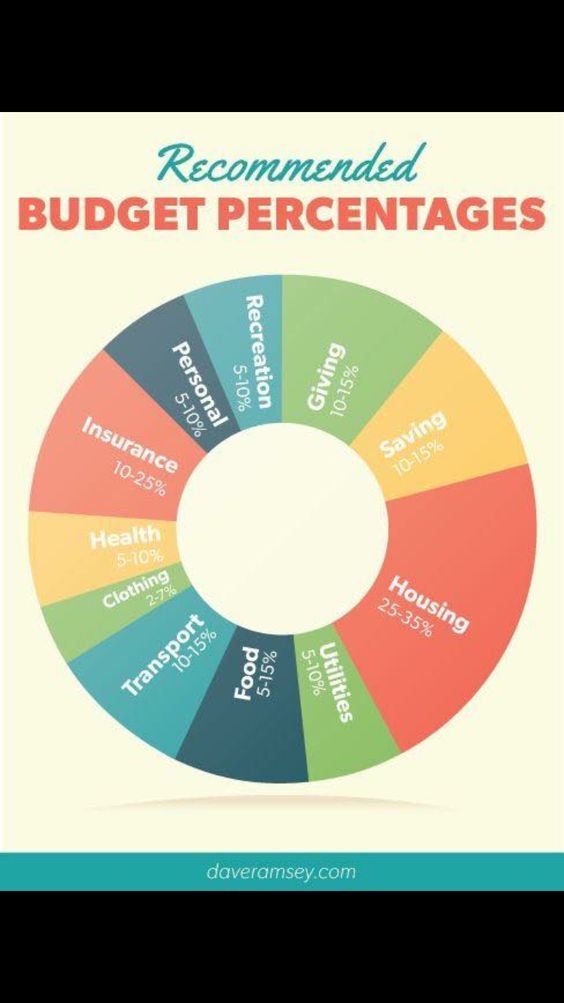 Recommended
BUDGET PERCENTAGES
Recreation
5-10%
Giving
10-15%
Personal
5-10%
Saving
10-15%
Insurance
10-25%
Health
5-10%
Clothing
2-7%
Housing
25-35%
Transport
10-15%
Food
5-15%
Utilities
5-10%
daveramsey.com